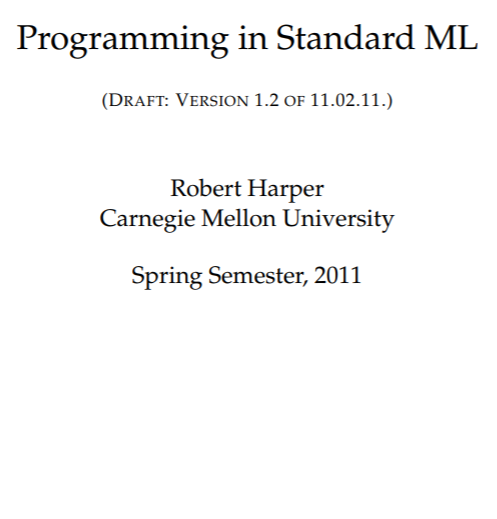 Programming in Standard ML
(DRAFT: VERSION 1.2 OF 11.02.11.)
Robert Harper
Carnegie Mellon University
Spring Semester, 2011